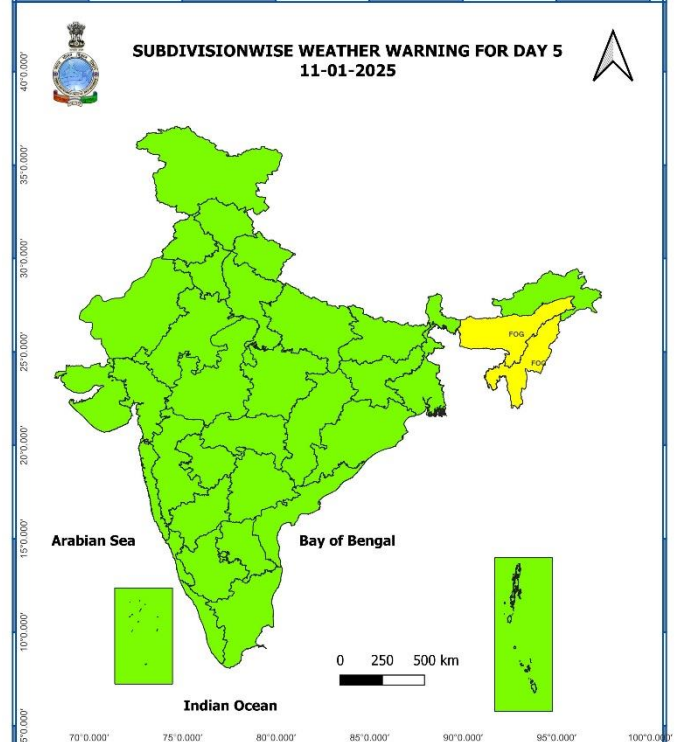 SUBDIVISIONWISE WEATHER WARNING FOR DAY 5
11-01-2025
40°0.000'
35°0.000'
30°0.000'
25°0.000'
20°0.000'
15°0.000'
10°0.000'
5°0.000'
FOG
FOG
Arabian Sea
Bay of Bengal
0 250 500 km
Indian Ocean
70°0.000' 75°0.000' 80°0.000' 85°0.000' 90°0.000' 95°0.000' 100°0.000'